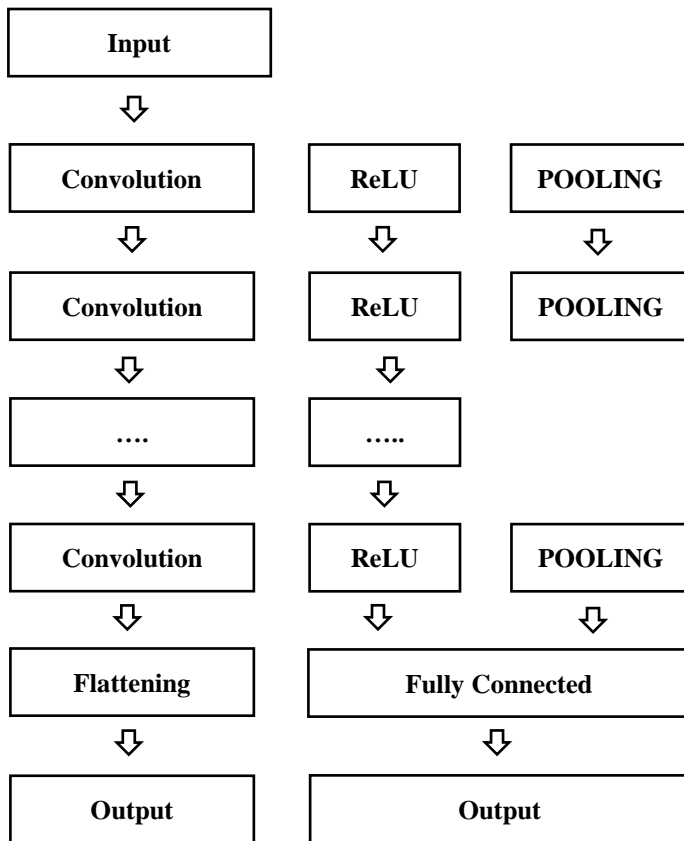 Input
Convolution ReLU POOLING
Convolution ReLU POOLING
…. …..
Convolution ReLU POOLING
Flattening Fully Connected
Output Output